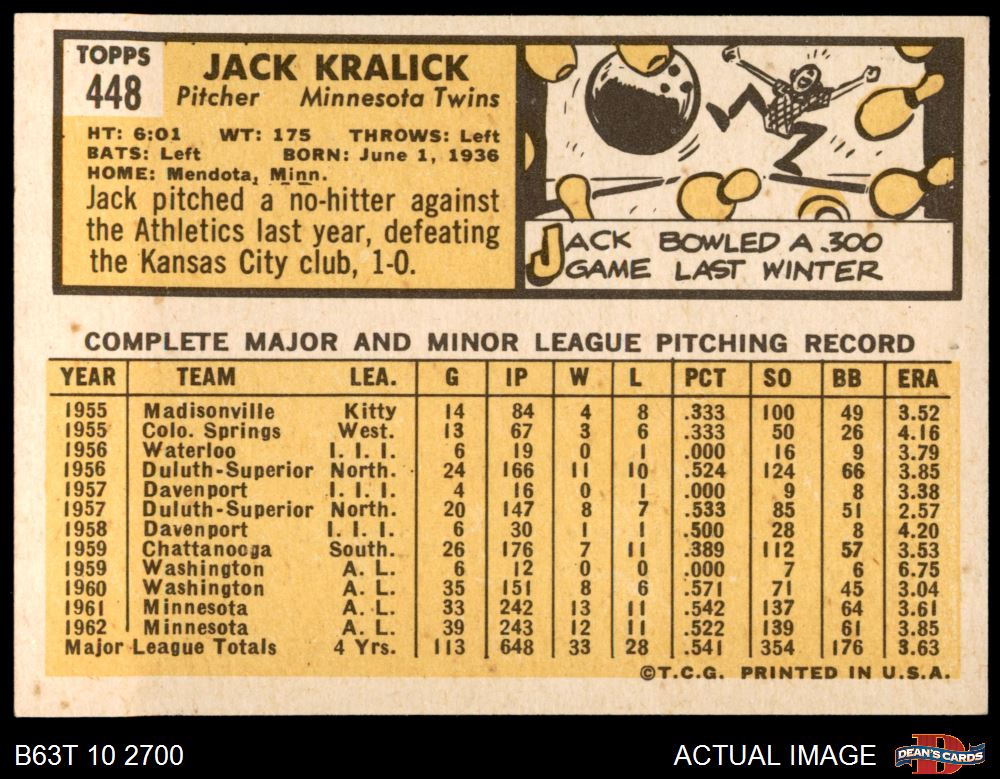 TOPPS
448
JACK KRALICK
Pitcher Minnesota Twins
HT: 6:01 WT: 175 THROWS: Left
BATS: Left BORN: June 1, 1936
HOME: Mendota, Minn.
Jack pitched a no-hitter against
the Athletics last year, defeating
the Kansas City club, 1-0.
JACK BOWLED A .300
GAME LAST WINTER
COMPLETE MAJOR AND MINOR LEAGUE PITCHING RECORD
YEAR TEAM LEA. G IP W L PCT SO BB ERA
1955 Madisonville Kitty 14 84 4 8 .333 100 49 3.52
1955 Colo. Springs West. 13 67 3 6 .333 50 26 4.16
1956 Waterloo I. I. I. 6 19 0 1 .000 16 9 3.79
1956 Duluth-Superior North. 24 166 11 10 .524 124 66 3.85
1957 Davenport I. I. I. 4 16 0 1 .000 9 8 3.38
1957 Duluth-Superior North. 20 147 8 7 .533 85 51 2.57
1958 Davenport I. I. I. 6 30 1 1 .500 28 8 4.20
1959 Chattanooga South. 26 176 7 11 .389 112 57 3.53
1959 Washington A. L. 6 12 0 0 .000 7 6 6.75
1960 Washington A. L. 35 151 8 6 .571 71 45 3.04
1961 Minnesota A. L. 33 242 13 11 .542 137 64 3.61
1962 Minnesota A. L. 39 243 12 11 .522 139 61 3.85
Major League Totals 4 Yrs. 113 648 33 28 .541 354 176 3.63
©T.C.G. PRINTED IN U.S.A.
B63T 10 2700
ACTUAL IMAGE
D
DEAN'S CARDS